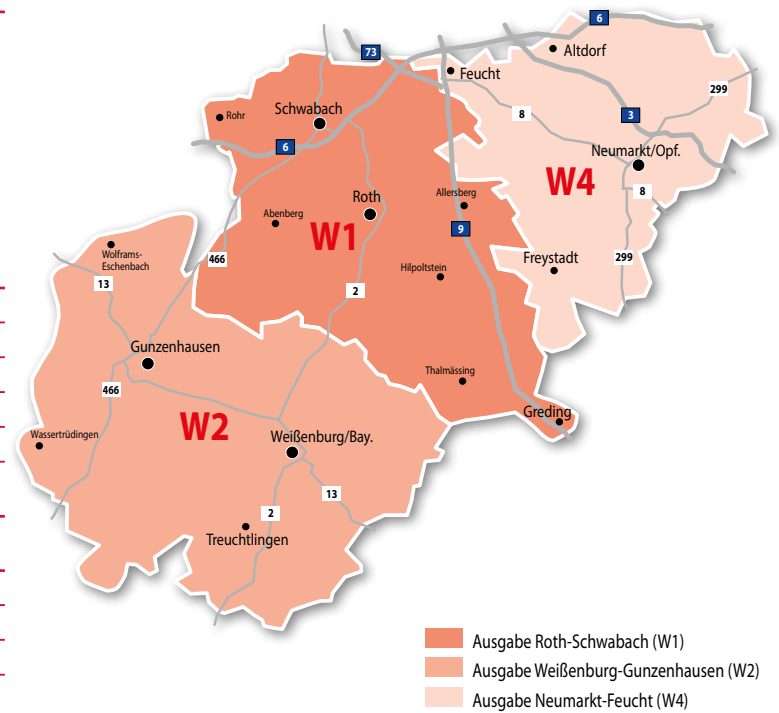 6
73
Altdorf
Feucht
299
Rohr
Schwabach
8
3
6
Neumarkt/Opf.
W4
8
Roth
Allersberg
Abenberg
W1
9
Wolframs-
Eschenbach
466
Freystadt
299
Hilpoltstein
13
2
Gunzenhausen
Thalmässing
466
Greding
W2
Wassertrüdingen
Weißenburg/Bay.
13
2
Treuchtlingen
Ausgabe Roth-Schwabach (W1)
Ausgabe Weißenburg-Gunzenhausen (W2)
Ausgabe Neumarkt-Feucht (W4)